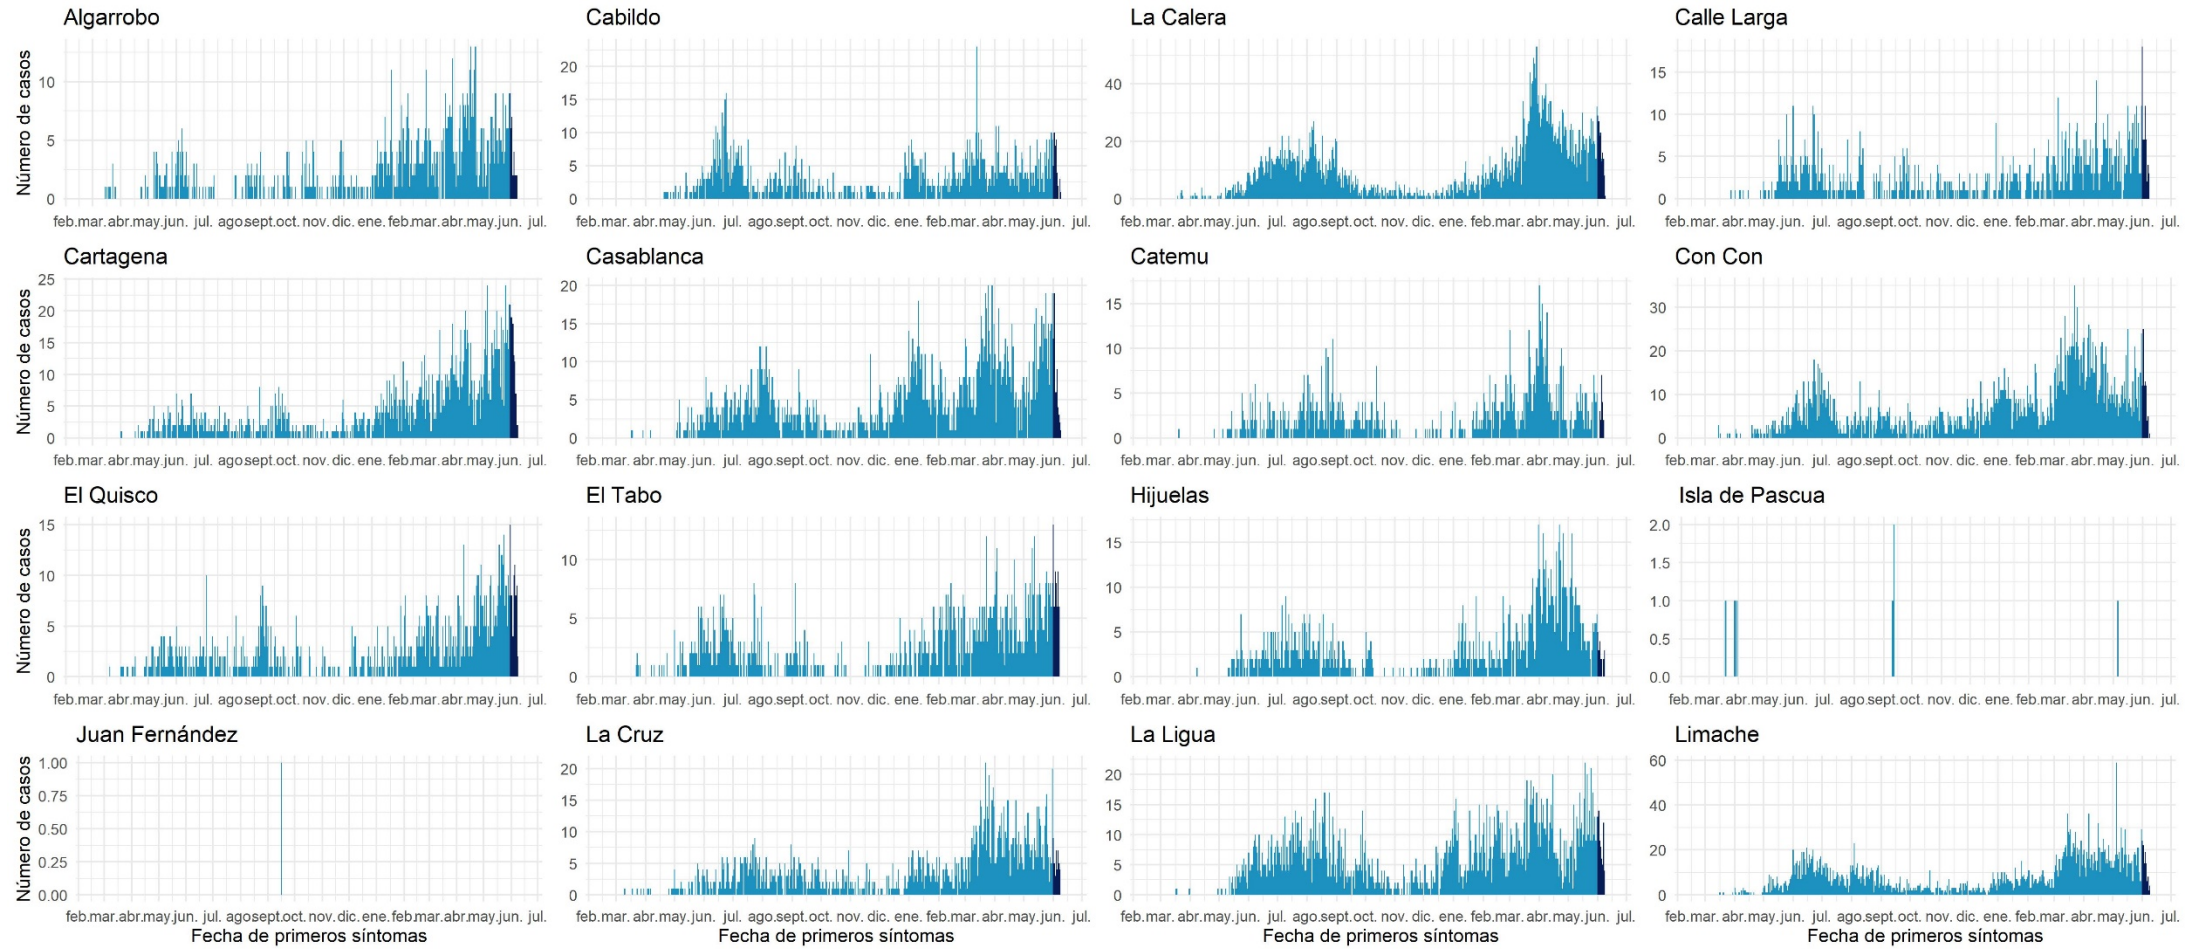 Algarrobo
Cabildo
La Calera
Calle Larga
Número de casos
10
5
0
20
15
10
5
0
40
20
0
15
10
5
0
feb. mar. abr. may. jun. jul. ago. sept. oct. nov. dic. ene. feb. mar. abr. may. jun. jul.
feb. mar. abr. may. jun. jul. ago. sept. oct. nov. dic. ene. feb. mar. abr. may. jun. jul.
feb. mar. abr. may. jun. jul. ago. sept. oct. nov. dic. ene. feb. mar. abr. may. jun. jul.
feb. mar. abr. may. jun. jul. ago. sept. oct. nov. dic. ene. feb. mar. abr. may. jun. jul.
Cartagena
Casablanca
Catemu
Con Con
Número de casos
25
20
15
10
5
0
20
15
10
5
0
15
10
5
0
30
20
10
0
feb. mar. abr. may. jun. jul. ago. sept. oct. nov. dic. ene. feb. mar. abr. may. jun. jul.
feb. mar. abr. may. jun. jul. ago. sept. oct. nov. dic. ene. feb. mar. abr. may. jun. jul.
feb. mar. abr. may. jun. jul. ago. sept. oct. nov. dic. ene. feb. mar. abr. may. jun. jul.
feb. mar. abr. may. jun. jul. ago. sept. oct. nov. dic. ene. feb. mar. abr. may. jun. jul.
El Quisco
El Tabo
Hijuelas
Isla de Pascua
Número de casos
15
10
5
0
10
5
0
15
10
5
0
2.0
1.5
1.0
0.5
0.0
feb. mar. abr. may. jun. jul. ago. sept. oct. nov. dic. ene. feb. mar. abr. may. jun. jul.
feb. mar. abr. may. jun. jul. ago. sept. oct. nov. dic. ene. feb. mar. abr. may. jun. jul.
feb. mar. abr. may. jun. jul. ago. sept. oct. nov. dic. ene. feb. mar. abr. may. jun. jul.
feb. mar. abr. may. jun. jul. ago. sept. oct. nov. dic. ene. feb. mar. abr. may. jun. jul.
Juan Fernández
La Cruz
La Ligua
Limache
Número de casos
1.00
0.75
0.50
0.25
0.00
20
15
10
5
0
20
15
10
5
0
60
40
20
0
feb. mar. abr. may. jun. jul. ago. sept. oct. nov. dic. ene. feb. mar. abr. may. jun. jul.
feb. mar. abr. may. jun. jul. ago. sept. oct. nov. dic. ene. feb. mar. abr. may. jun. jul.
feb. mar. abr. may. jun. jul. ago. sept. oct. nov. dic. ene. feb. mar. abr. may. jun. jul.
feb. mar. abr. may. jun. jul. ago. sept. oct. nov. dic. ene. feb. mar. abr. may. jun. jul.
Fecha de primeros síntomas
Fecha de primeros síntomas
Fecha de primeros síntomas
Fecha de primeros síntomas